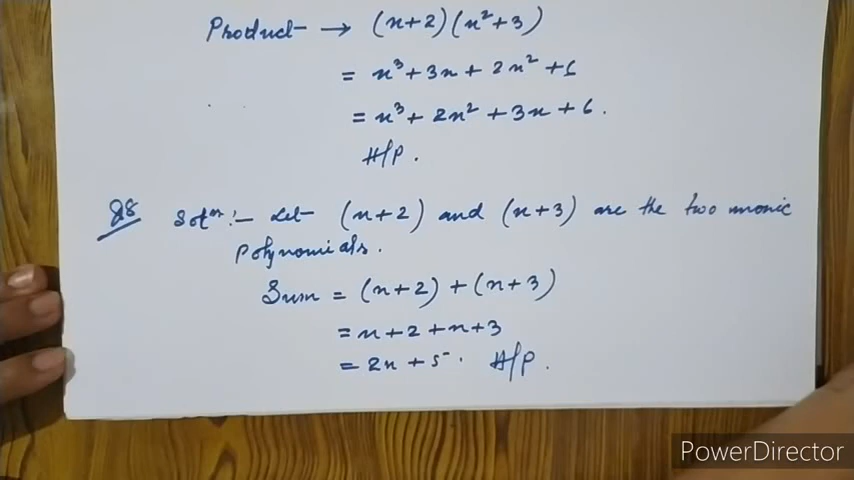 Product → (x+2)(x²+3)
= x³+3x+2x²+6
= x³+2x²+3x+6.
H/P.
Q8 Solⁿ:- Let (x+2) and (x+3) are the two monic
polynomials.
Sum = (x+2)+(x+3)
= x+2+x+3
= 2x+5. H/P.
PowerDirector